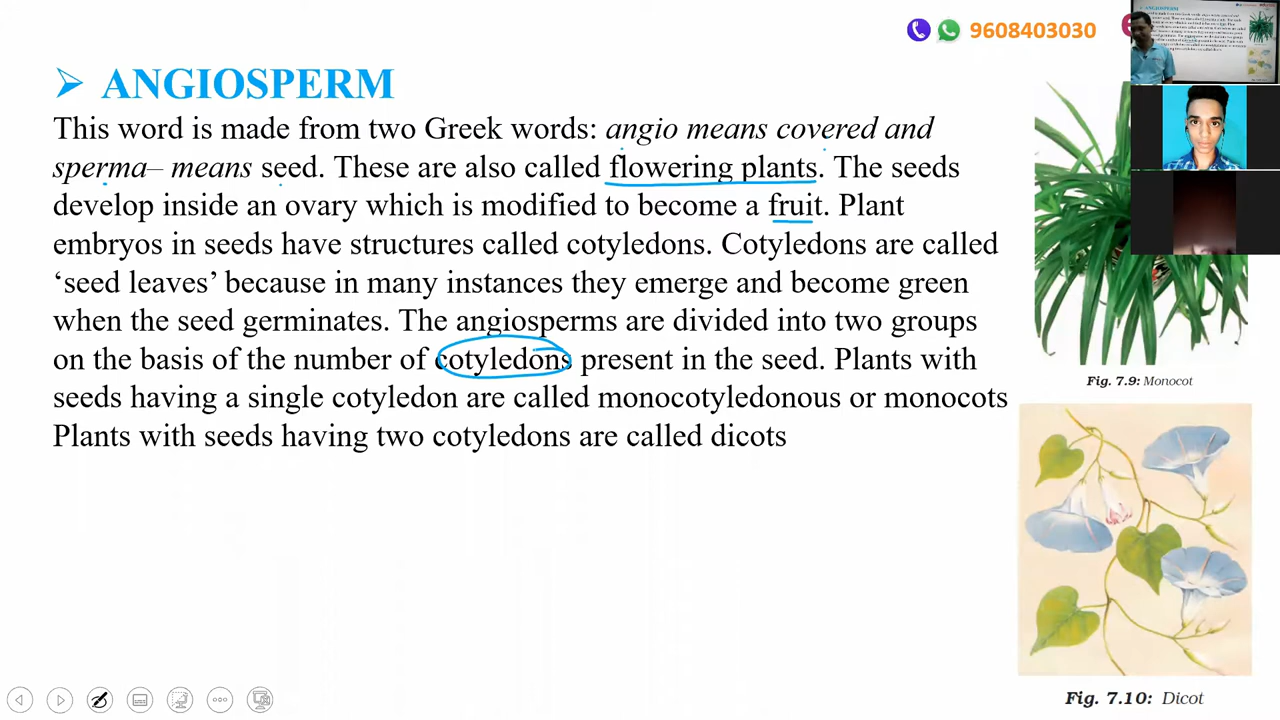 9608403030
ANGIOSPERM
This word is made from two Greek words: angio means covered and
sperma– means seed. These are also called flowering plants. The seeds
develop inside an ovary which is modified to become a fruit. Plant
embryos in seeds have structures called cotyledons. Cotyledons are called
‘seed leaves’ because in many instances they emerge and become green
when the seed germinates. The angiosperms are divided into two groups
on the basis of the number of cotyledons present in the seed. Plants with
seeds having a single cotyledon are called monocotyledonous or monocots
Plants with seeds having two cotyledons are called dicots
Fig. 7.9: Monocot
Fig. 7.10: Dicot